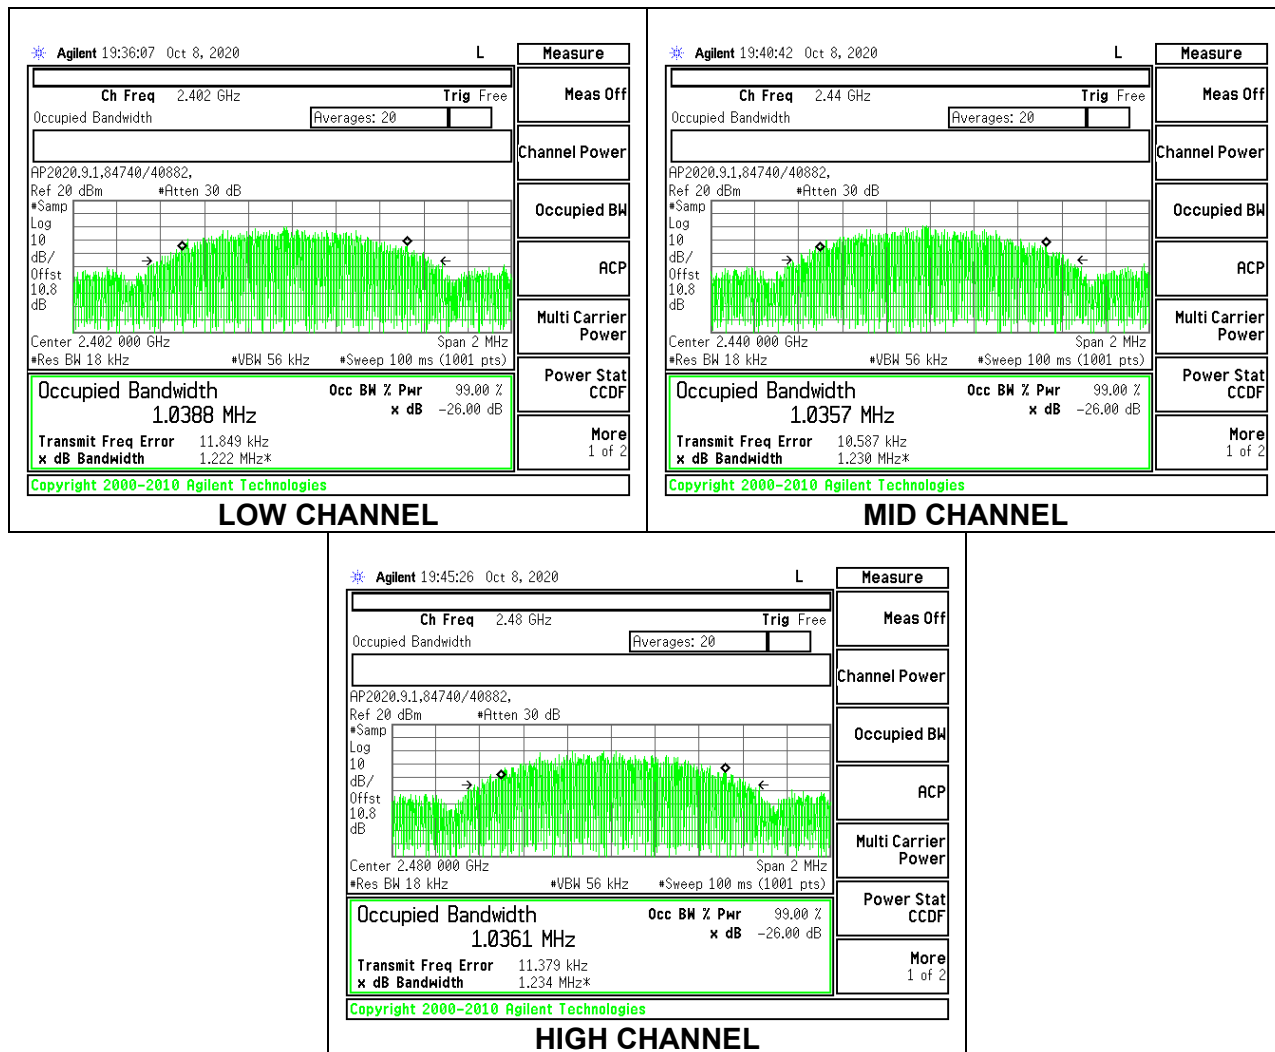 Agilent 19:36:07 Oct 8, 2020 L
Measure
Ch Freq 2.402 GHz Trig Free
Occupied Bandwidth Averages: 20
AP2020.9.1,84740/40882,
Ref 20 dBm #Atten 30 dB
#Samp
Log
10
dB/
Offst
10.8
dB
Center 2.402 000 GHz Span 2 MHz
#Res BW 18 kHz #VBW 56 kHz #Sweep 100 ms (1001 pts)
Occupied Bandwidth Occ BW % Pwr 99.00 %
1.0388 MHz x dB -26.00 dB
Transmit Freq Error 11.849 kHz
x dB Bandwidth 1.222 MHz*
Meas Off
Channel Power
Occupied BW
ACP
Multi Carrier
Power
Power Stat
CCDF
More
1 of 2
Copyright 2000-2010 Agilent Technologies
LOW CHANNEL
Agilent 19:40:42 Oct 8, 2020 L
Measure
Ch Freq 2.44 GHz Trig Free
Occupied Bandwidth Averages: 20
AP2020.9.1,84740/40882,
Ref 20 dBm #Atten 30 dB
#Samp
Log
10
dB/
Offst
10.8
dB
Center 2.440 000 GHz Span 2 MHz
#Res BW 18 kHz #VBW 56 kHz #Sweep 100 ms (1001 pts)
Occupied Bandwidth Occ BW % Pwr 99.00 %
1.0357 MHz x dB -26.00 dB
Transmit Freq Error 10.587 kHz
x dB Bandwidth 1.230 MHz*
Meas Off
Channel Power
Occupied BW
ACP
Multi Carrier
Power
Power Stat
CCDF
More
1 of 2
Copyright 2000-2010 Agilent Technologies
MID CHANNEL
Agilent 19:45:26 Oct 8, 2020 L
Measure
Ch Freq 2.48 GHz Trig Free
Occupied Bandwidth Averages: 20
AP2020.9.1,84740/40882,
Ref 20 dBm #Atten 30 dB
#Samp
Log
10
dB/
Offst
10.8
dB
Center 2.480 000 GHz Span 2 MHz
#Res BW 18 kHz #VBW 56 kHz #Sweep 100 ms (1001 pts)
Occupied Bandwidth Occ BW % Pwr 99.00 %
1.0361 MHz x dB -26.00 dB
Transmit Freq Error 11.379 kHz
x dB Bandwidth 1.234 MHz*
Meas Off
Channel Power
Occupied BW
ACP
Multi Carrier
Power
Power Stat
CCDF
More
1 of 2
Copyright 2000-2010 Agilent Technologies
HIGH CHANNEL